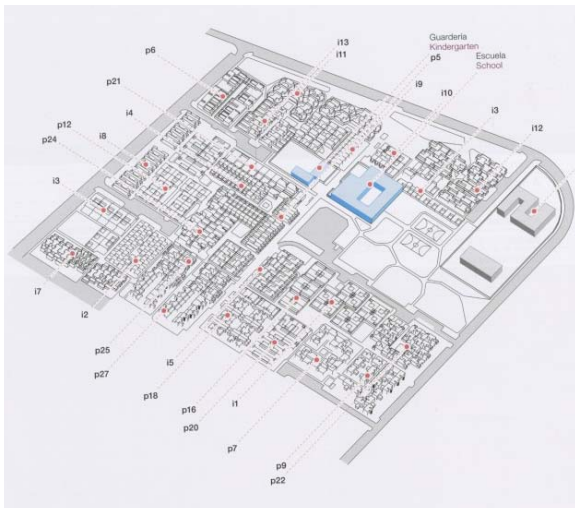 Guardería
Kindergarten
i13
i11
p5
Escuela
School
p6
i9
i10
p21
i3
i4
i12
p12
i8
p24
i3
i7
i2
p25
i5
p27
p18
i1
p16
p20
p7
p9
p22